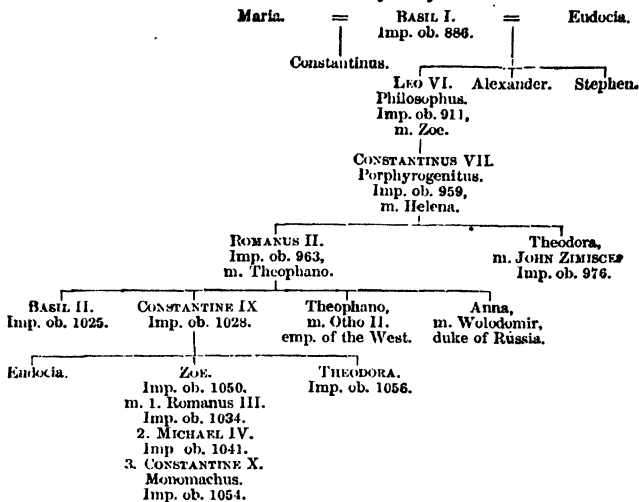 Maria. = BASIL I. = Eudocia.
Imp. ob. 886.
Constantinus.
LEO VI. Alexander. Stephen.
Philosophus.
Imp. ob. 911,
m. Zoe.
CONSTANTINUS VII.
Porphyrogenitus.
Imp. ob. 959,
m. Helena.
ROMANUS II. Theodora,
Imp. ob. 963, m. JOHN ZIMISCES
m. Theophano. Imp. ob. 976.
BASIL II. CONSTANTINE IX Theophano, Anna,
Imp. ob. 1025. Imp. ob. 1028. m. Otho II. m. Wolodomir,
emp. of the West. duke of Russia.
Eudocia. ZOE. THEODORA.
Imp. ob. 1050. Imp. ob. 1056.
m. 1. Romanus III.
Imp. ob. 1034.
2. MICHAEL IV.
Imp ob. 1041.
3. CONSTANTINE X.
Monomachus.
Imp. ob. 1054.